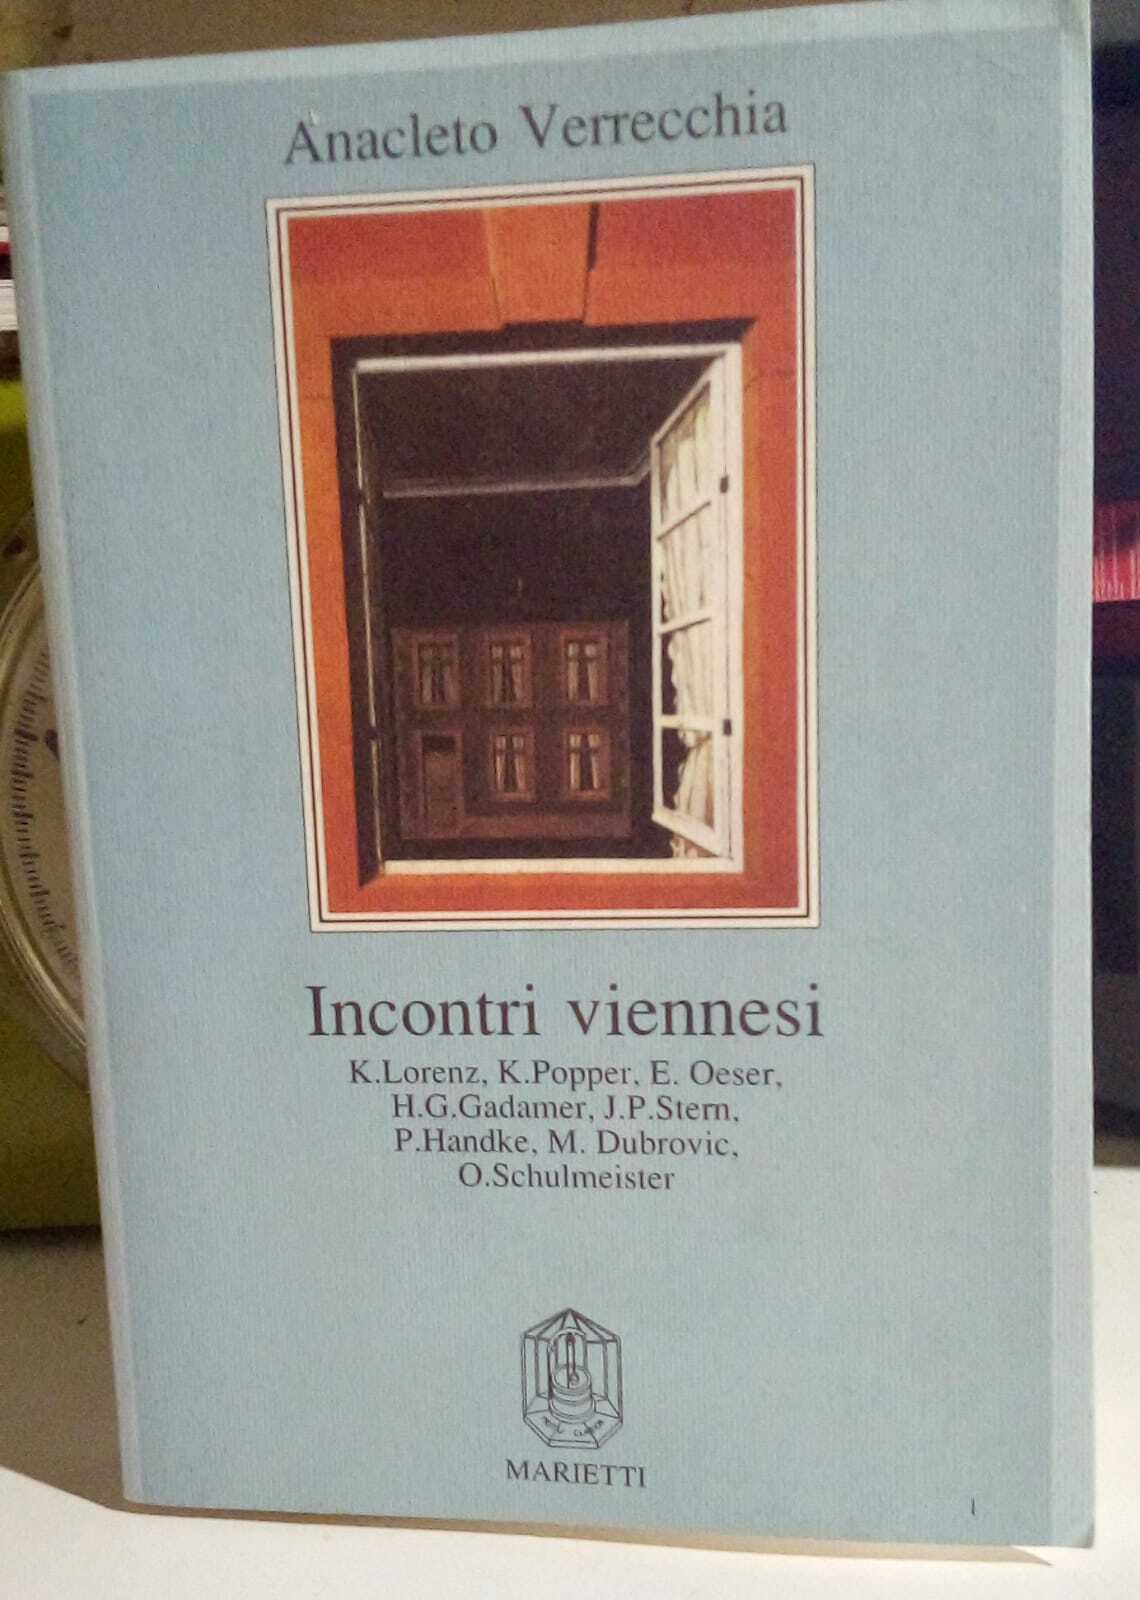 Anacleto Verrecchia
Incontri viennesi
K.Lorenz, K.Popper, E. Oeser,
H.G.Gadamer, J.P.Stern,
P.Handke, M. Dubrovic,
O.Schulmeister
MARIETTI